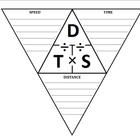 SPEED TIME
D
÷ ÷
T × S
DISTANCE